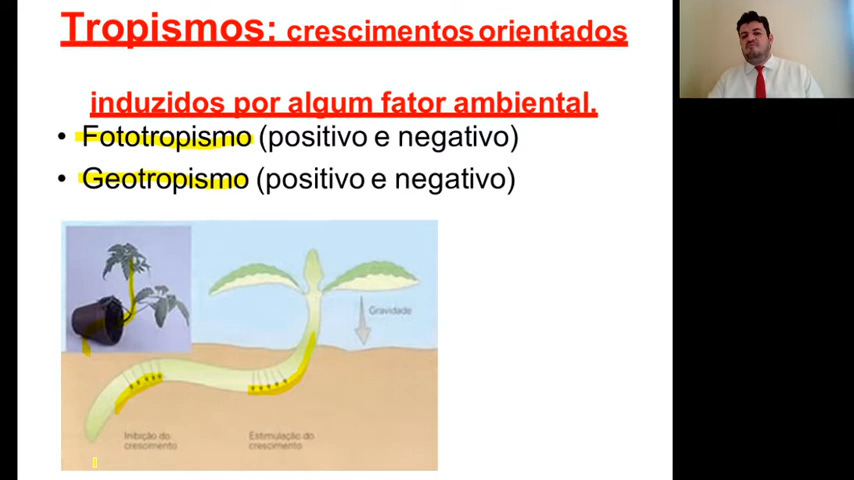 Tropismos: crescimentos orientados
induzidos por algum fator ambiental.
• Fototropismo (positivo e negativo)
• Geotropismo (positivo e negativo)
Gravidade
Inibição do
crescimento
Estimulação do
crescimento